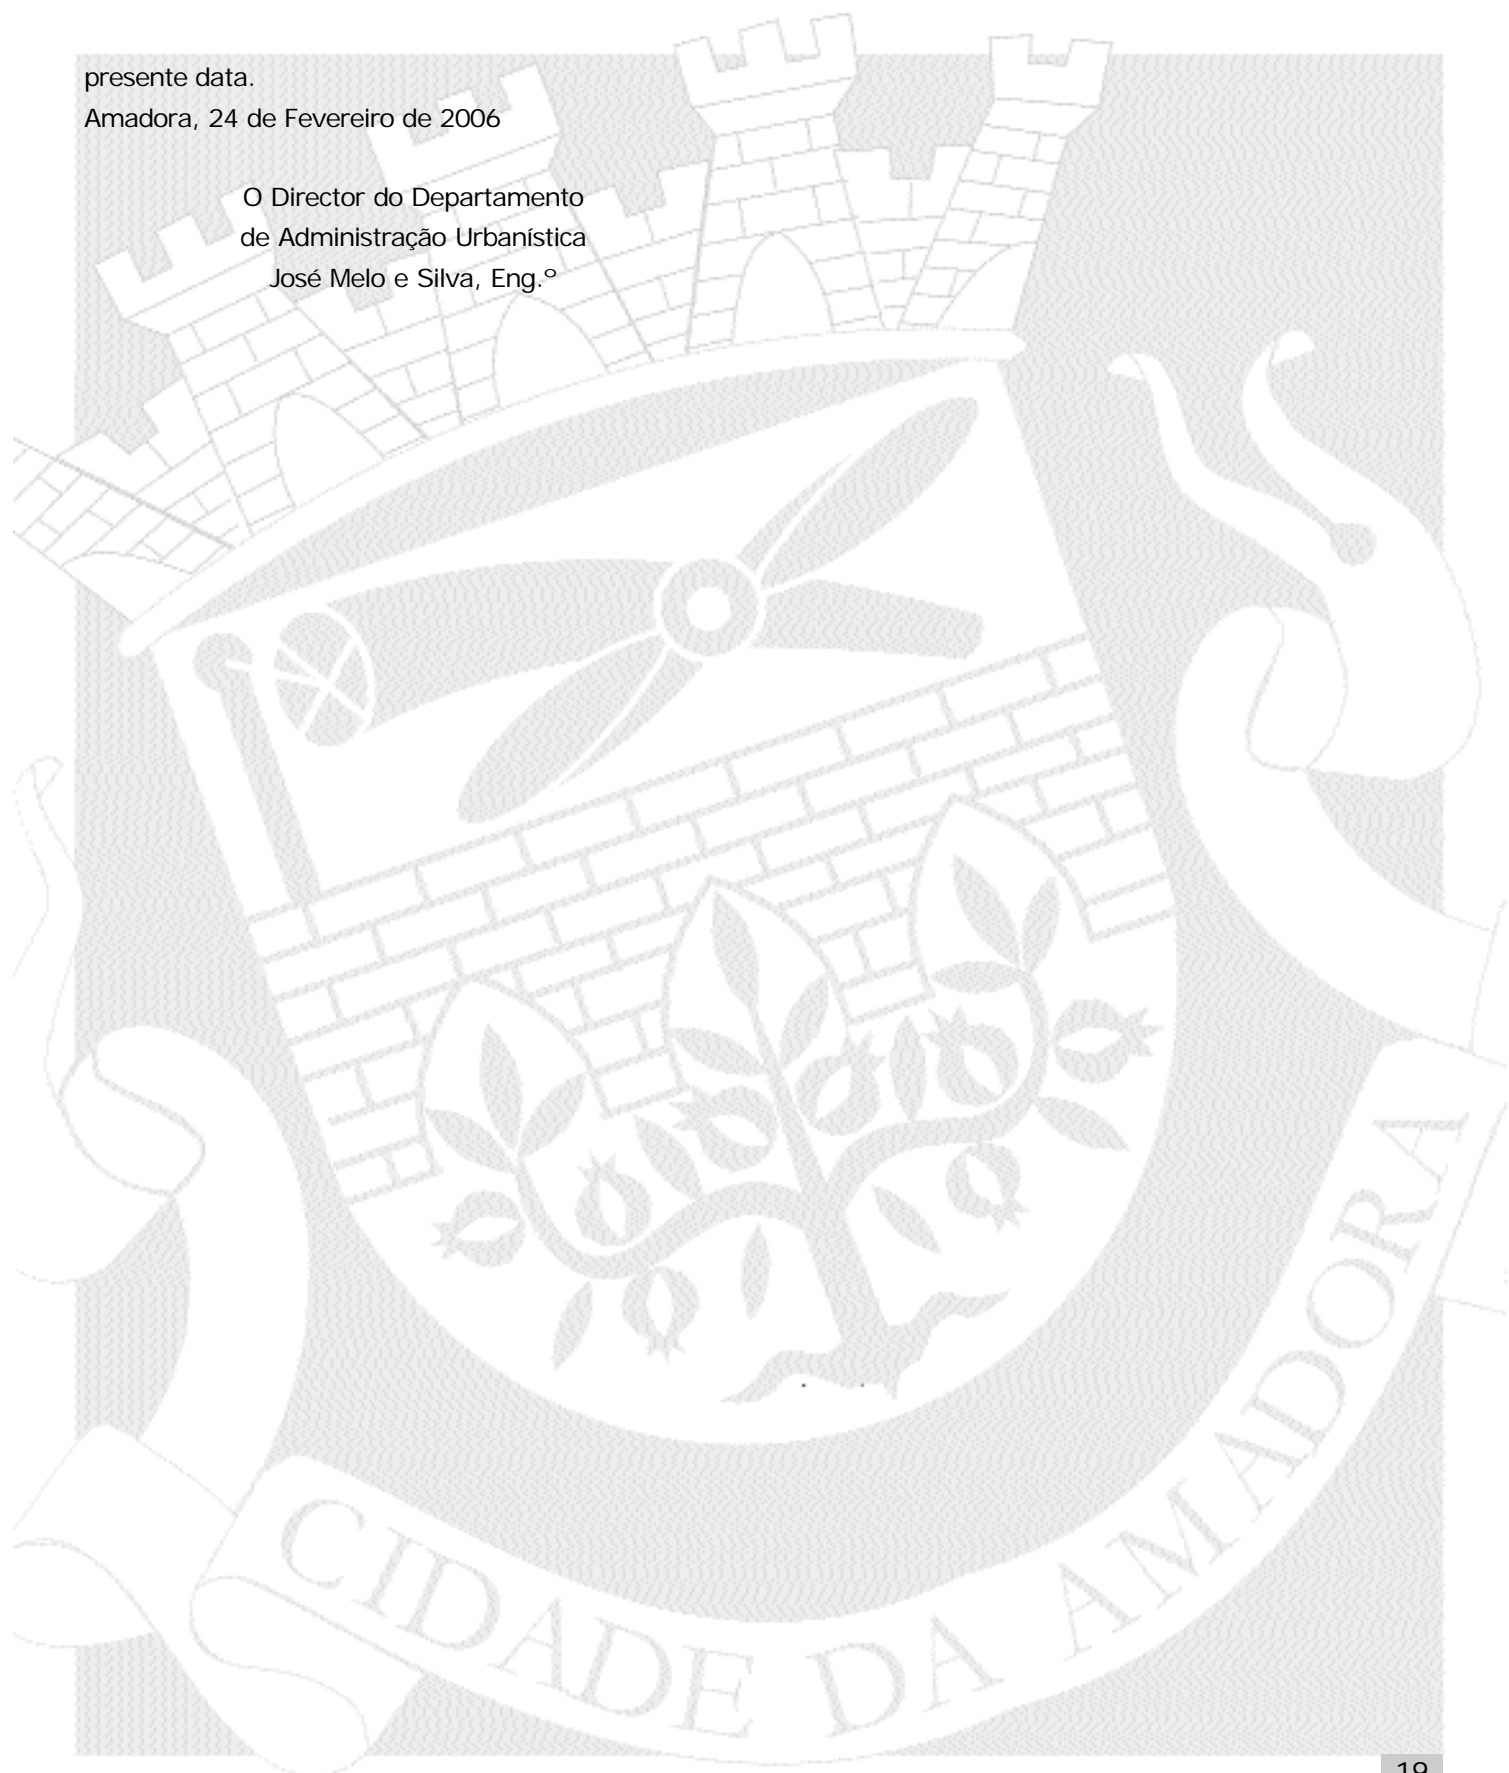 presente data.
Amadora, 24 de Fevereiro de 2006
O Director do Departamento
de Administração Urbanística
José Melo e Silva, Eng.º
CIDADE DA AMADORA
19